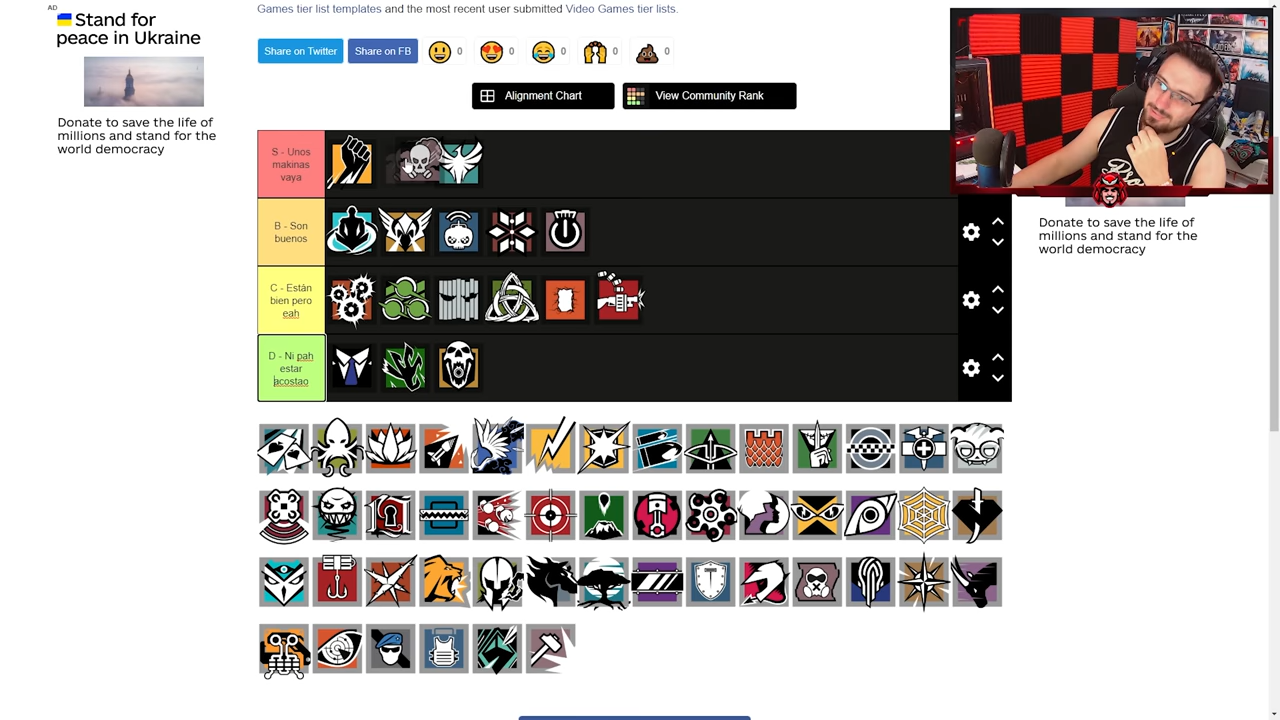 AD
Stand for
peace in Ukraine
Donate to save the life of
millions and stand for the
world democracy
Games tier list templates and the most recent user submitted Video Games tier lists.
Share on Twitter
Share on FB
0
0
0
0
0
Alignment Chart
View Community Rank
S - Unos
makinas
vaya
B - Son
buenos
C - Están
bien pero
eah
D - Ni pah
estar
acostao
Donate to save the life of
millions and stand for the
world democracy